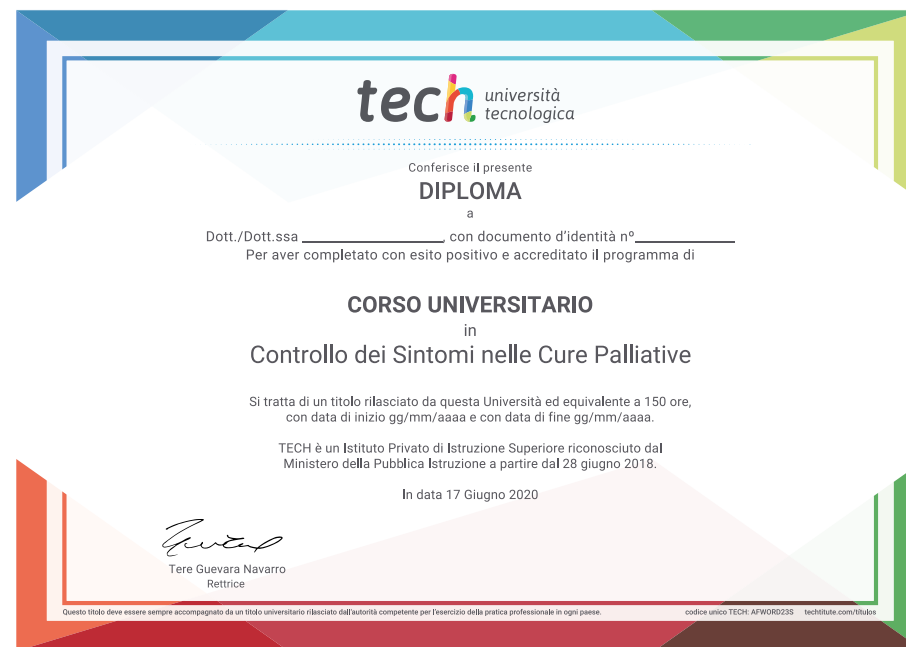 tech università
tecnologica
Conferisce il presente
DIPLOMA
a
Dott./Dott.ssa ____________________, con documento d'identità nº______________
Per aver completato con esito positivo e accreditato il programma di
CORSO UNIVERSITARIO
in
Controllo dei Sintomi nelle Cure Palliative
Si tratta di un titolo rilasciato da questa Università ed equivalente a 150 ore,
con data di inizio gg/mm/aaaa e con data di fine gg/mm/aaaa.
TECH è un Istituto Privato di Istruzione Superiore riconosciuto dal
Ministero della Pubblica Istruzione a partire dal 28 giugno 2018.
In data 17 Giugno 2020
Tere Guevara Navarro
Rettrice
Questo titolo deve essere sempre accompagnato da un titolo universitario rilasciato dall'autorità competente per l'esercizio della pratica professionale in ogni paese. codice unico TECH: AFWORD23S techtitute.com/títulos